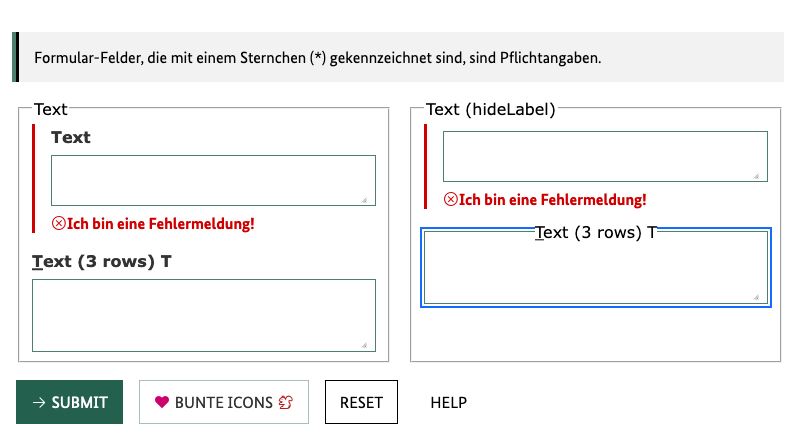 Formular-Felder, die mit einem Sternchen (*) gekennzeichnet sind, sind Pflichtangaben.
Text
Text
Ich bin eine Fehlermeldung!
Text (3 rows) T
Text (hideLabel)
Ich bin eine Fehlermeldung!
Text (3 rows) T
SUBMIT
BUNTE ICONS
RESET
HELP